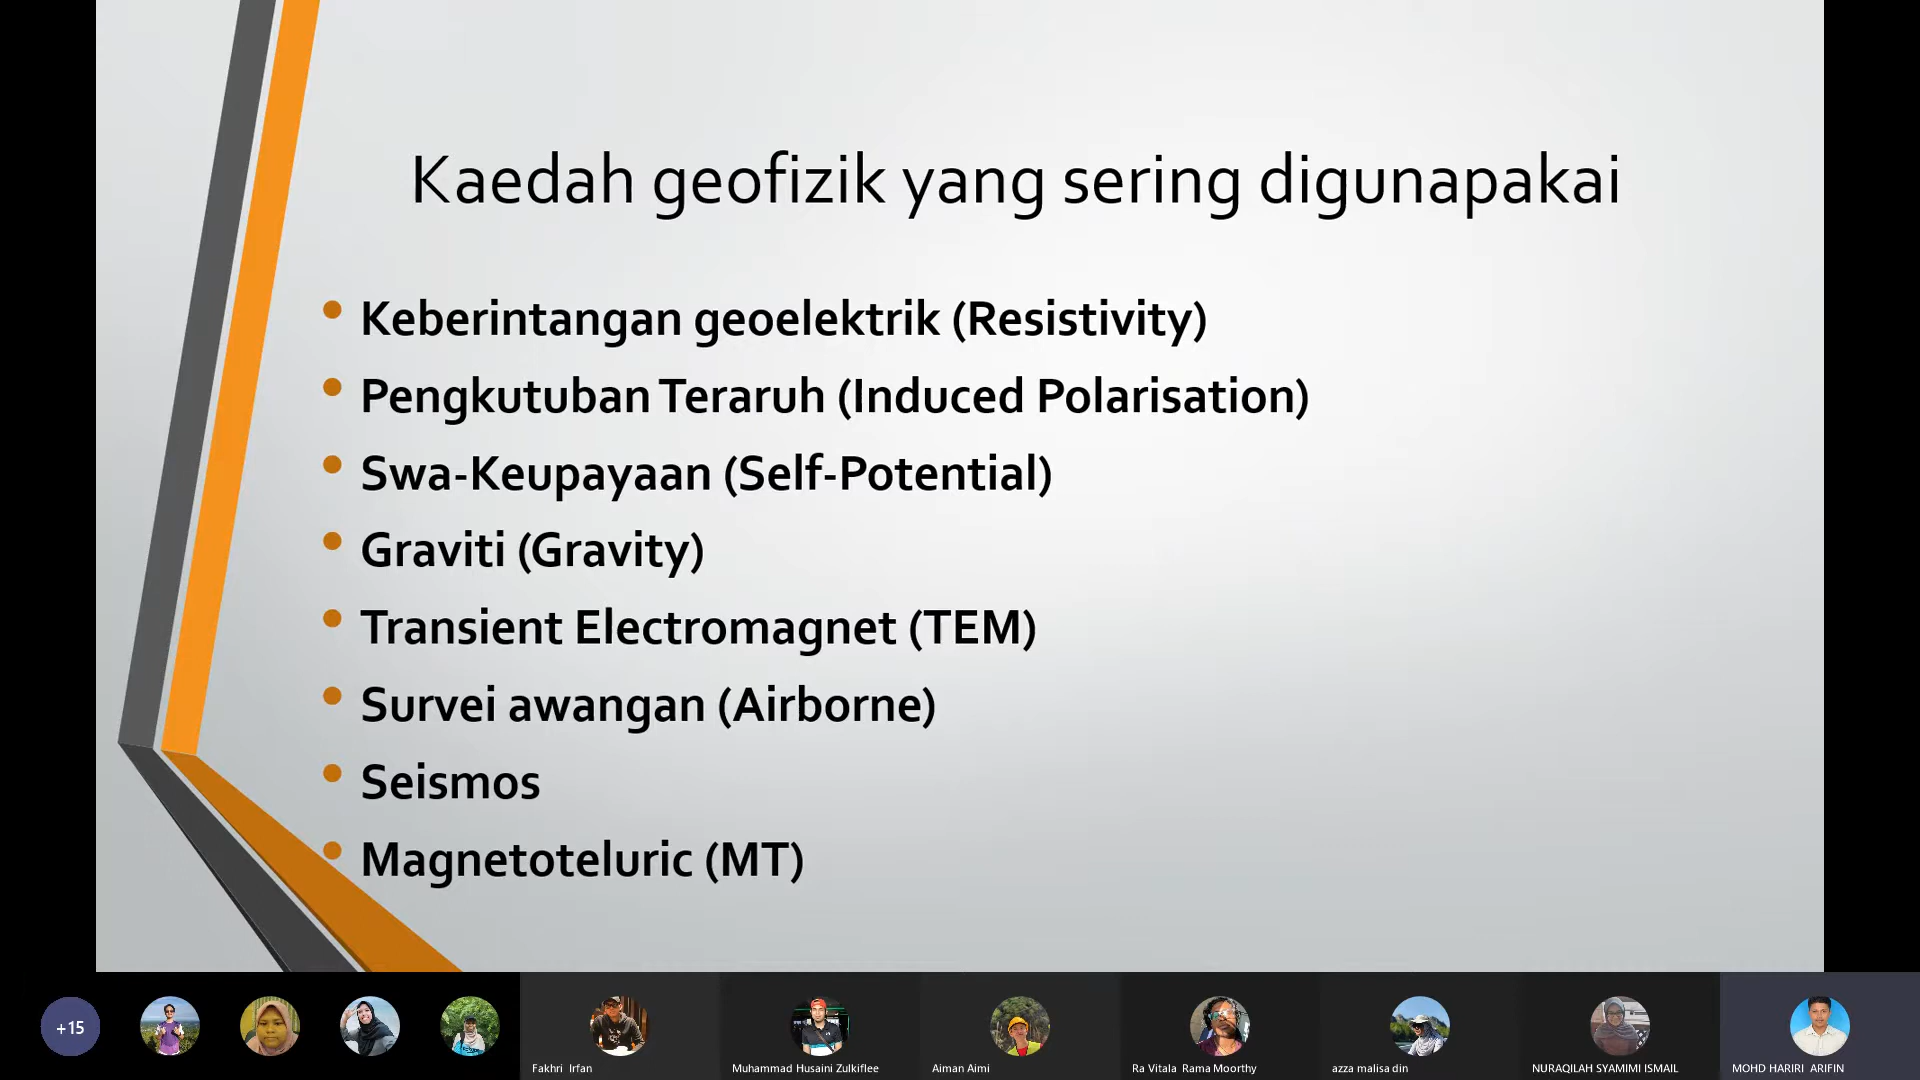 Kaedah geofizik yang sering digunapakai
Keberintangan geoelektrik (Resistivity)
Pengkutuban Teraruh (Induced Polarisation)
Swa-Keupayaan (Self-Potential)
Graviti (Gravity)
Transient Electromagnet (TEM)
Survei awangan (Airborne)
Seismos
Magnetoteluric (MT)
+15
Fakhri Irfan
Muhammad Husaini Zulkiflee
Aiman Aimi
Ra Vitala Rama Moorthy
azza malisa din
NURAQILAH SYAMIMI ISMAIL
MOHD HARIRI ARIFIN